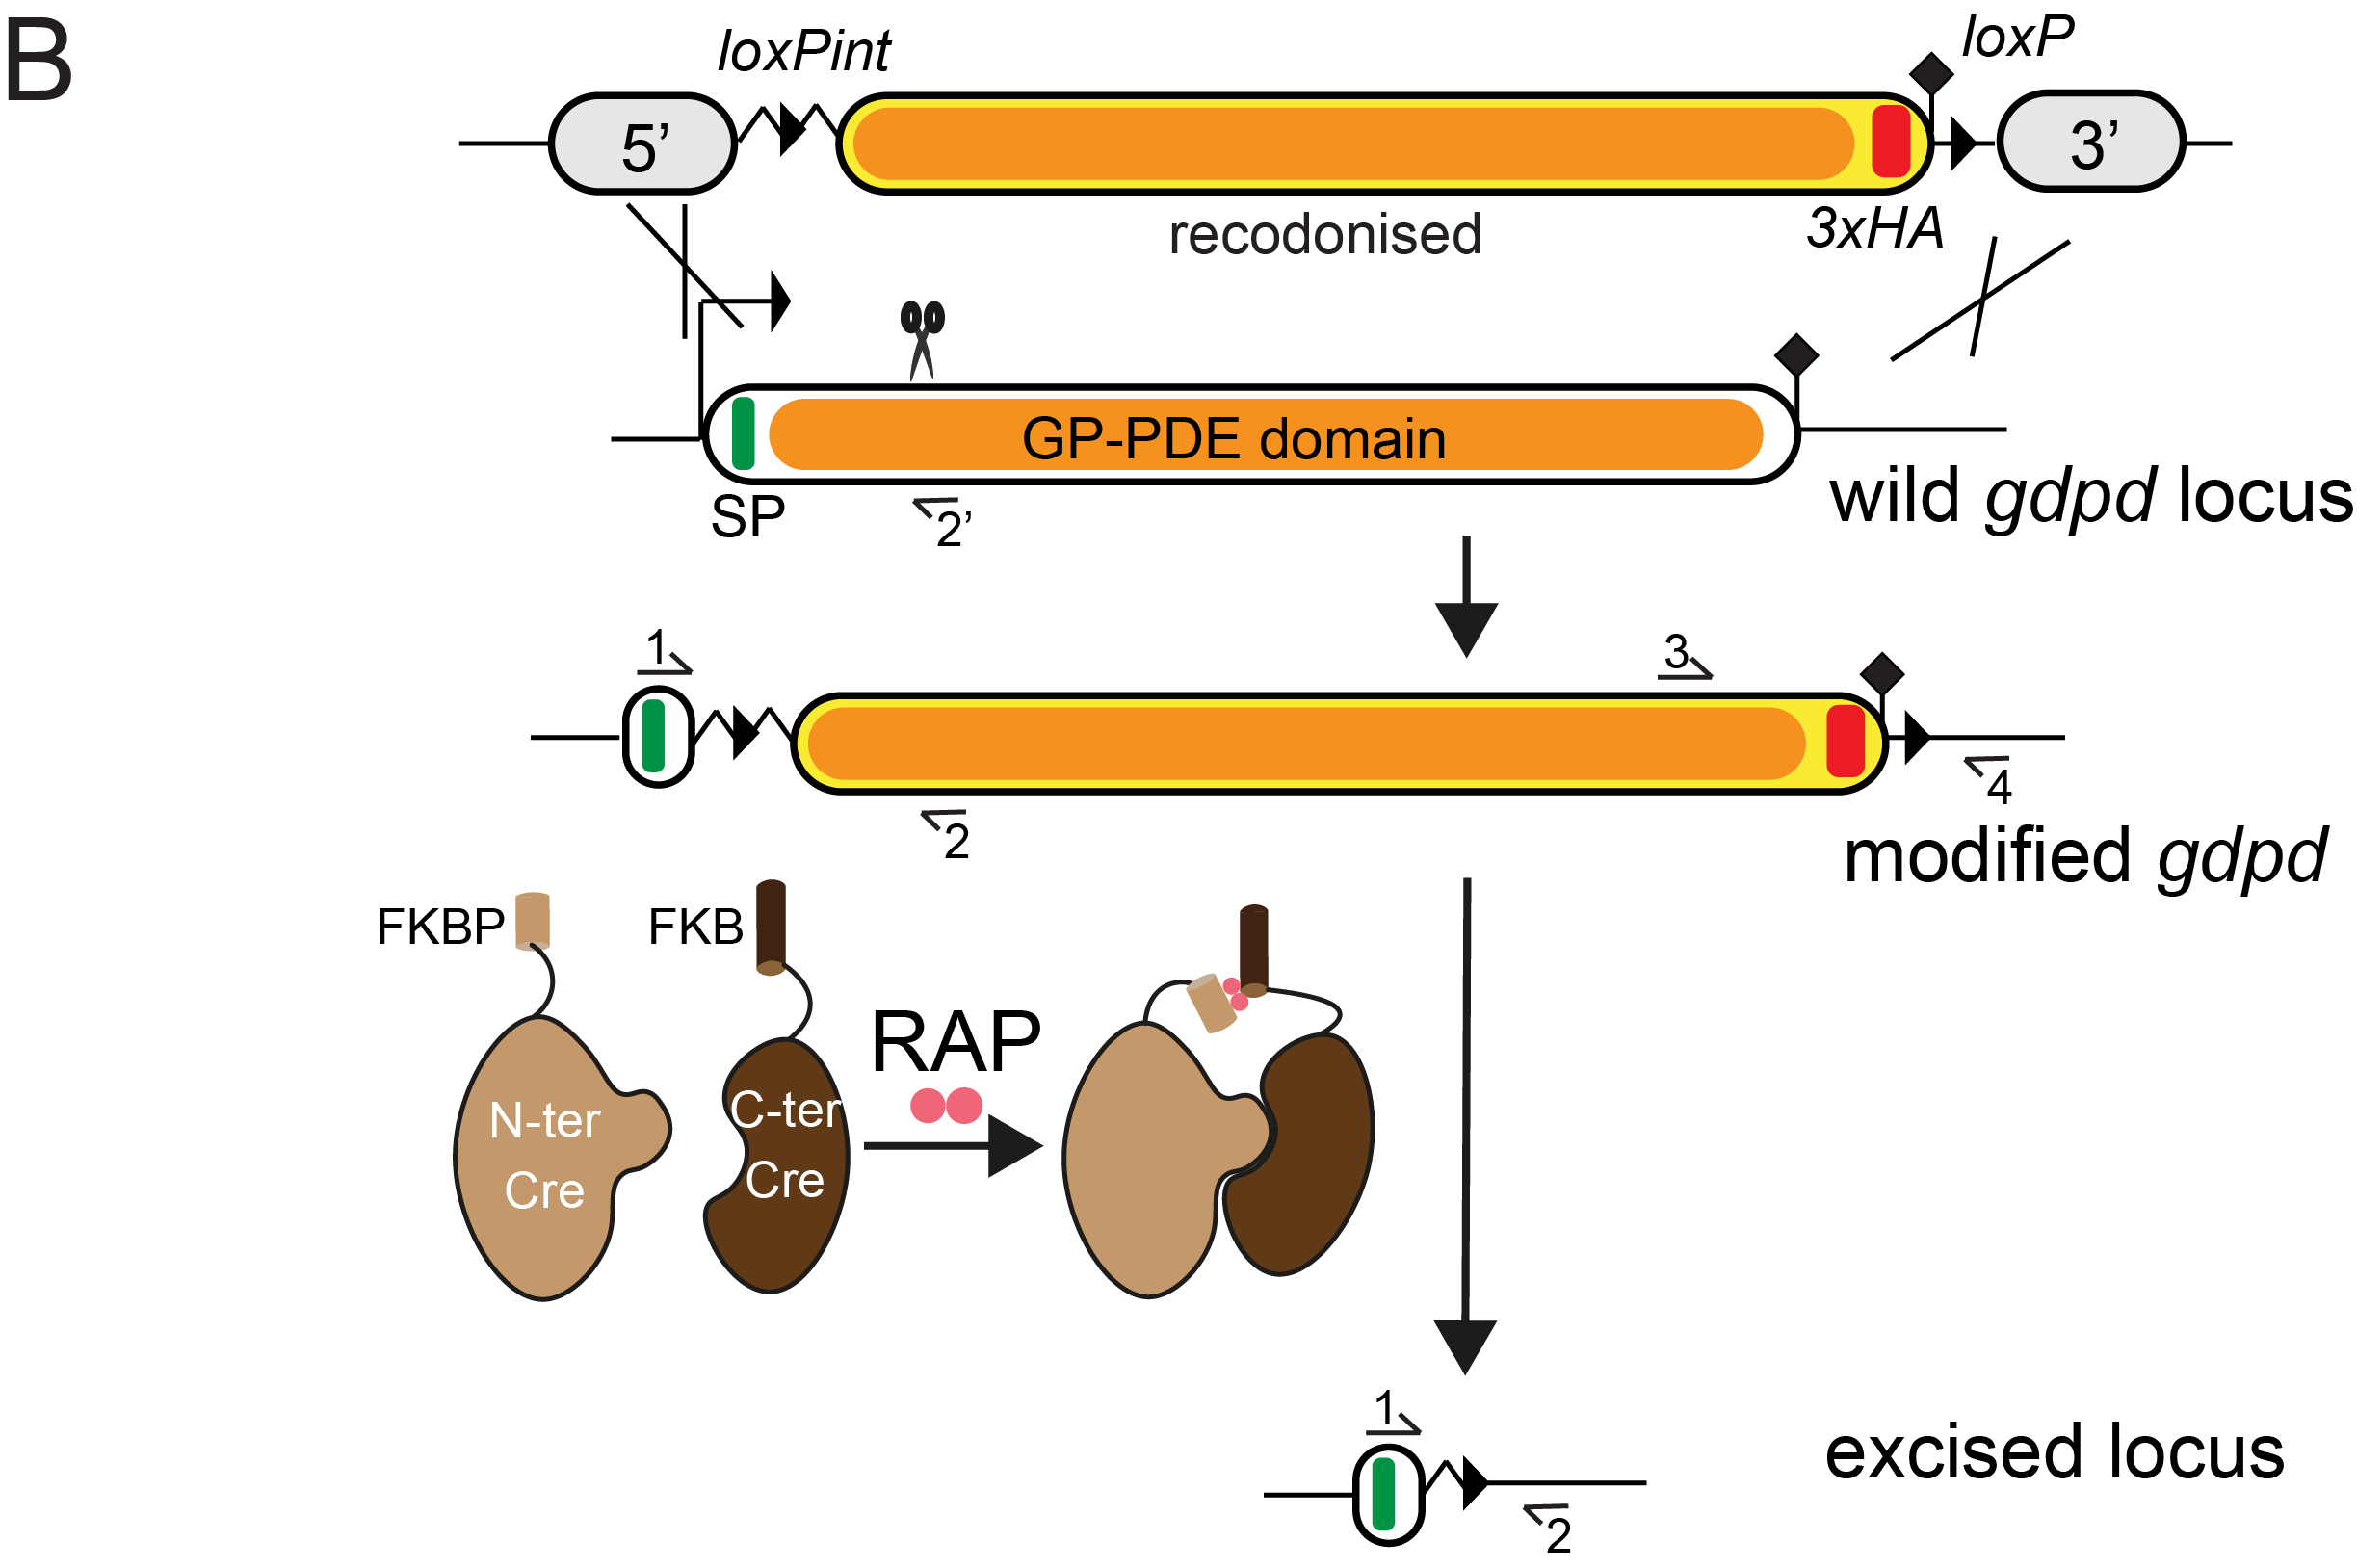 B
loxPint
loxP
5’
3’
recodonised
3xHA
GP-PDE domain
SP
2’
wild gdpd locus
1
3
2
4
modified gdpd
FKBP
FKB
RAP
N-ter
Cre
C-ter
Cre
1
excised locus
2